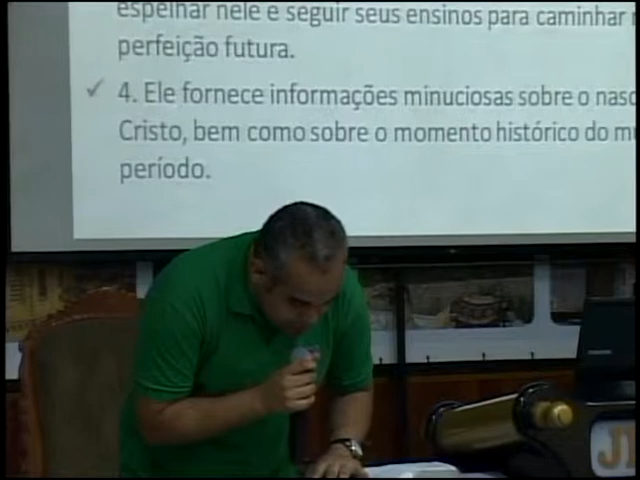 espelhar nele e seguir seus ensinos para caminhar
perfeição futura.
✓ 4. Ele fornece informações minuciosas sobre o nasc
Cristo, bem como sobre o momento histórico do m
período.